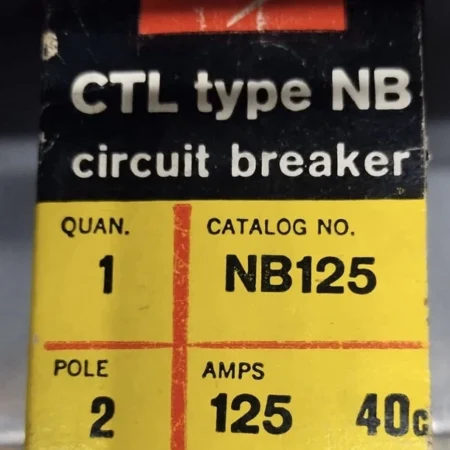 CTL type NB
circuit breaker
QUAN. CATALOG NO.
1 NB125
POLE AMPS
2 125 40c